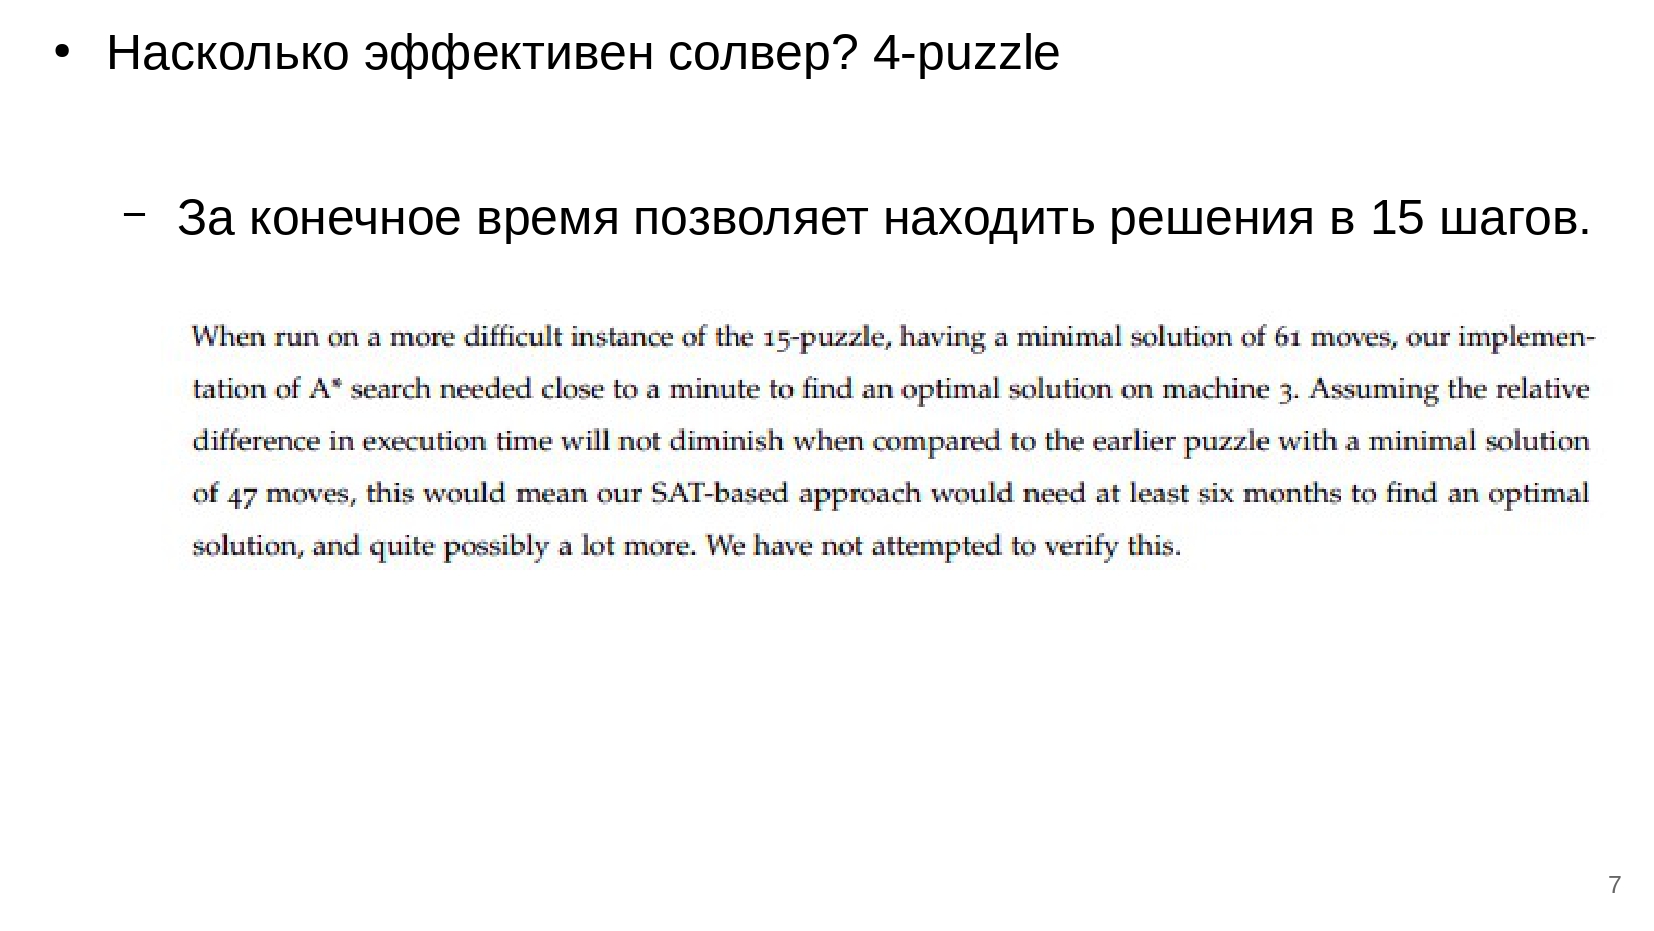 • Насколько эффективен солвер? 4-puzzle
– За конечное время позволяет находить решения в 15 шагов.
When run on a more difficult instance of the 15-puzzle, having a minimal solution of 61 moves, our implemen-
tation of A* search needed close to a minute to find an optimal solution on machine 3. Assuming the relative
difference in execution time will not diminish when compared to the earlier puzzle with a minimal solution
of 47 moves, this would mean our SAT-based approach would need at least six months to find an optimal
solution, and quite possibly a lot more. We have not attempted to verify this.
7